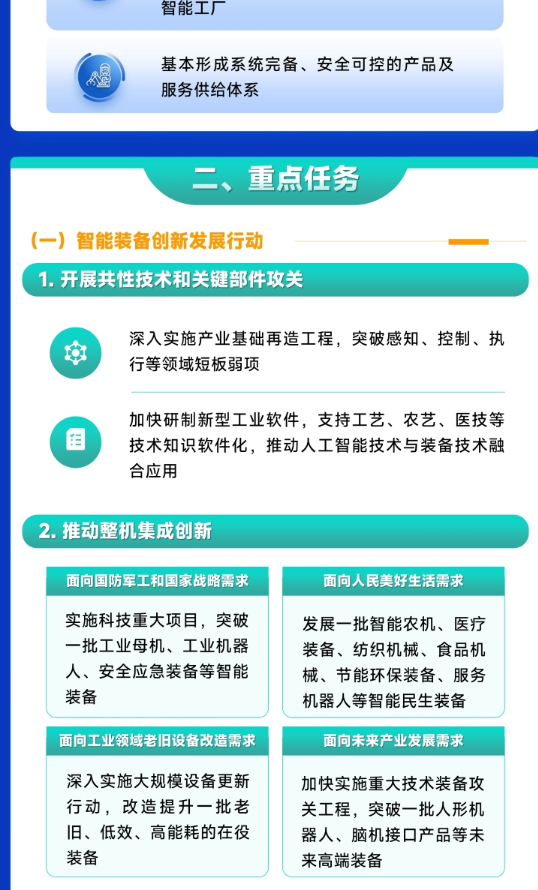 智能工厂
基本形成系统完备、安全可控的产品及
服务供给体系
二、重点任务
（一）智能装备创新发展行动
1. 开展共性技术和关键部件攻关
深入实施产业基础再造工程，突破感知、控制、执
行等领域短板弱项
加快研制新型工业软件，支持工艺、农艺、医技等
技术知识软件化，推动人工智能技术与装备技术融
合应用
2. 推动整机集成创新
面向国防军工和国家战略需求
实施科技重大项目，突破
一批工业母机、工业机器
人、安全应急装备等智能
装备
面向人民美好生活需求
发展一批智能农机、医疗
装备、纺织机械、食品机
械、节能环保装备、服务
机器人等智能民生装备
面向工业领域老旧设备改造需求
深入实施大规模设备更新
行动，改造提升一批老
旧、低效、高能耗的在役
装备
面向未来产业发展需求
加快实施重大技术装备攻
关工程，突破一批人形机
器人、脑机接口产品等未
来高端装备